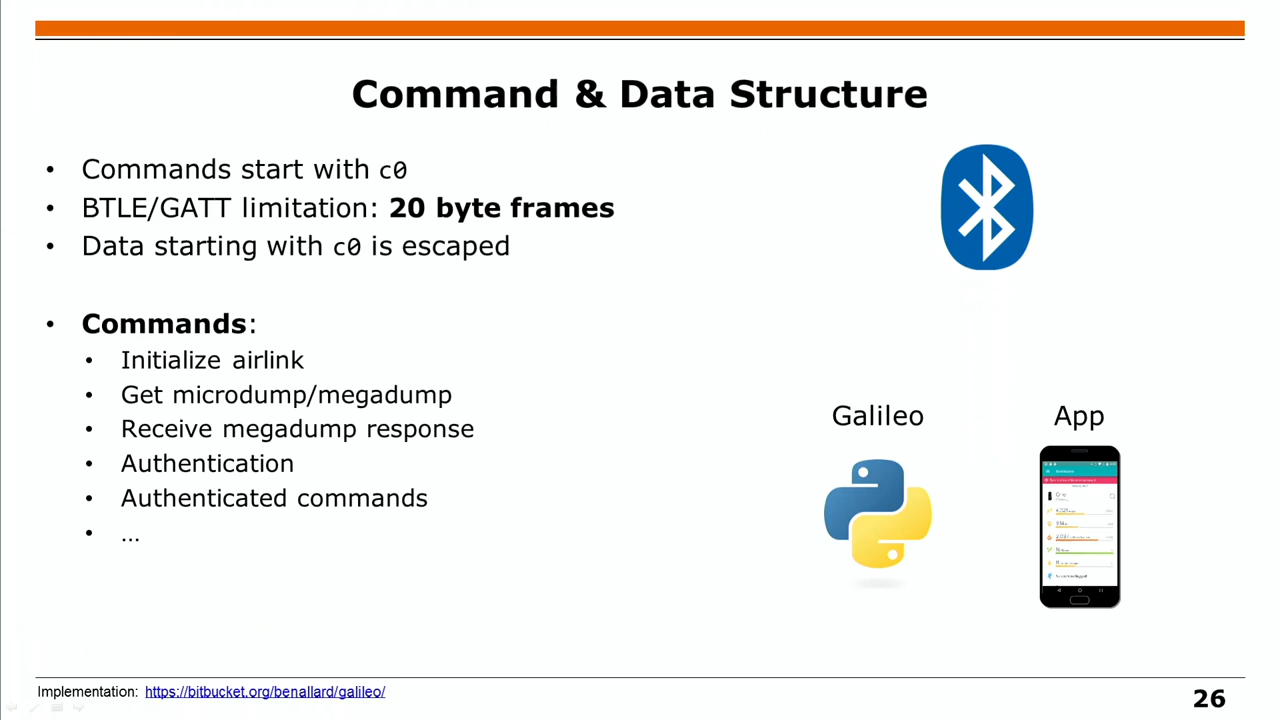 Command & Data Structure
• Commands start with c0
• BTLE/GATT limitation: 20 byte frames
• Data starting with c0 is escaped
• Commands:
• Initialize airlink
• Get microdump/megadump
• Receive megadump response
• Authentication
• Authenticated commands
• ...
Galileo
App
Implementation: https://bitbucket.org/benallard/galileo/
26